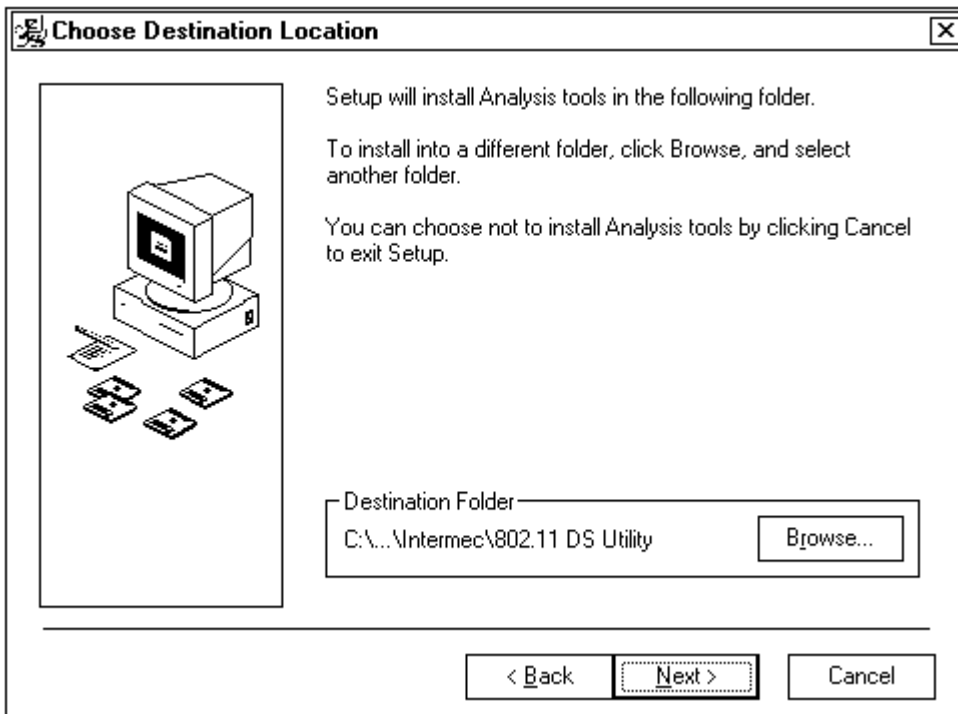 Choose Destination Location
Setup will install Analysis tools in the following folder.
To install into a different folder, click Browse, and select
another folder.
You can choose not to install Analysis tools by clicking Cancel
to exit Setup.
Destination Folder
C:\...\Intermec\802.11 DS Utility
Browse...
< Back
Next >
Cancel